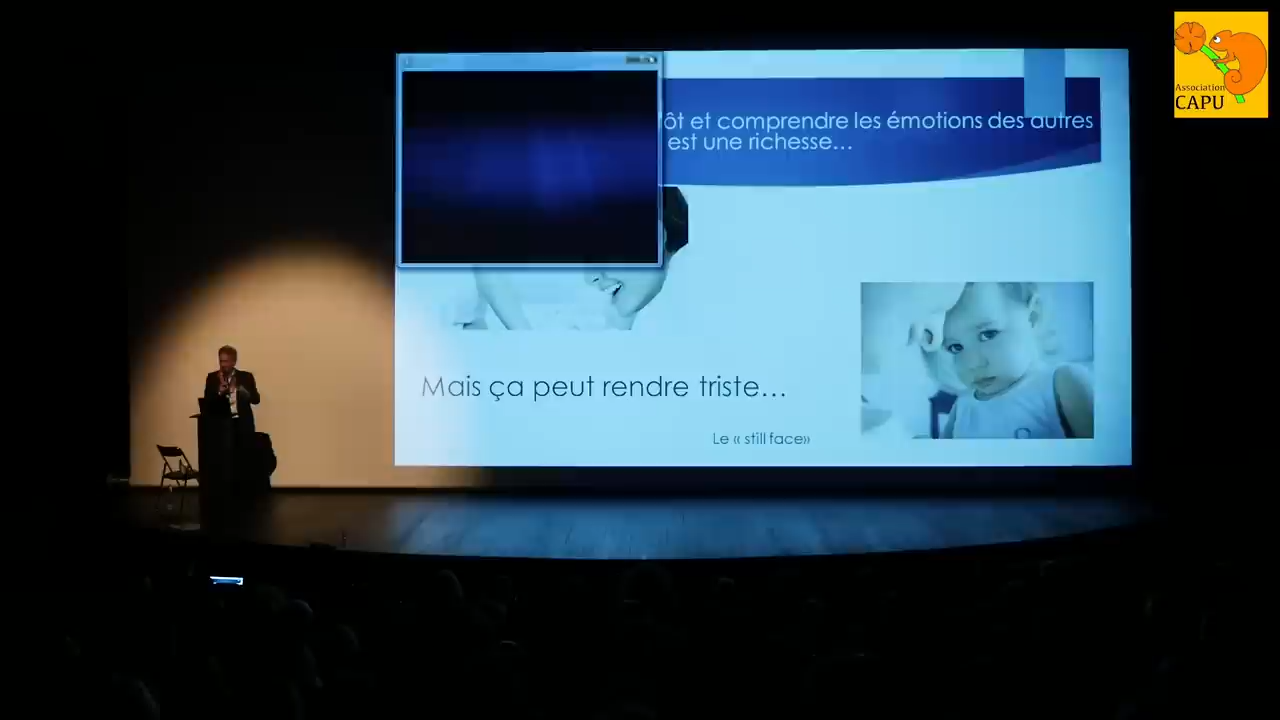 ôt et comprendre les émotions des autres
est une richesse...
Mais ça peut rendre triste...
Le « still face»
Association
CAPU